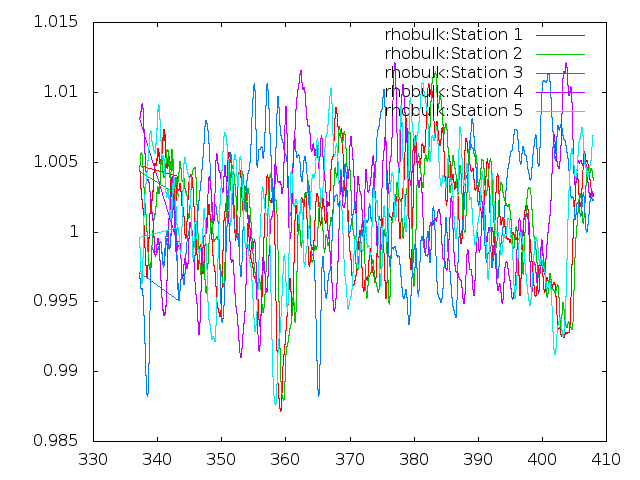 1.015
1.01
1.005
1
0.995
0.99
0.985
330 340 350 360 370 380 390 400 410
rhobulk:Station 1
rhobulk:Station 2
rhobulk:Station 3
rhobulk:Station 4
rhobulk:Station 5